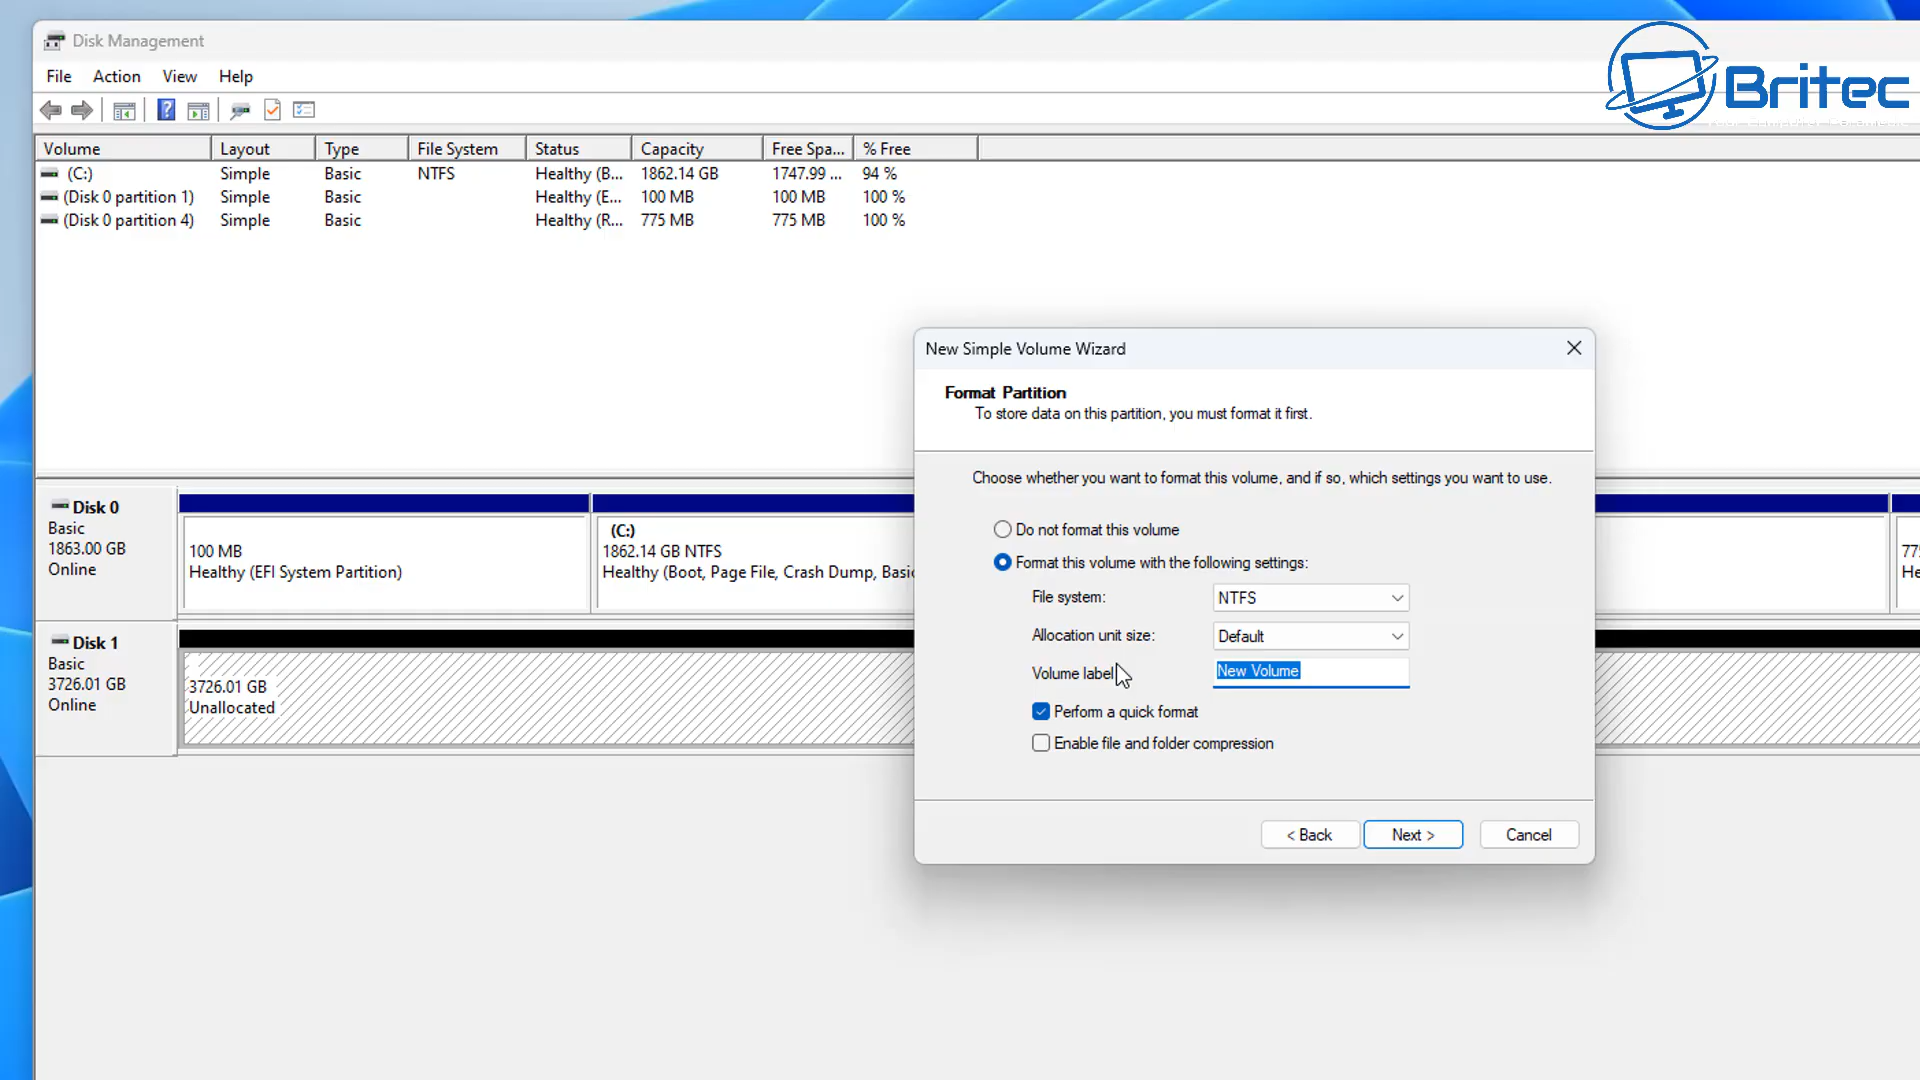 Disk Management
Britec
File Action View Help
Volume Layout Type File System Status Capacity Free Spa... % Free
(C:) Simple Basic NTFS Healthy (B... 1862.14 GB 1747.99 ... 94 %
(Disk 0 partition 1) Simple Basic Healthy (E... 100 MB 100 MB 100 %
(Disk 0 partition 4) Simple Basic Healthy (R... 775 MB 775 MB 100 %
New Simple Volume Wizard
Format Partition
To store data on this partition, you must format it first.
Choose whether you want to format this volume, and if so, which settings you want to use.
Do not format this volume
Format this volume with the following settings:
File system: NTFS
Allocation unit size: Default
Volume label New Volume
Perform a quick format
Enable file and folder compression
< Back Next > Cancel
Disk 0
Basic
1863.00 GB
Online
100 MB
Healthy (EFI System Partition)
(C:)
1862.14 GB NTFS
Healthy (Boot, Page File, Crash Dump, Basic
77
He
Disk 1
Basic
3726.01 GB
Online
3726.01 GB
Unallocated